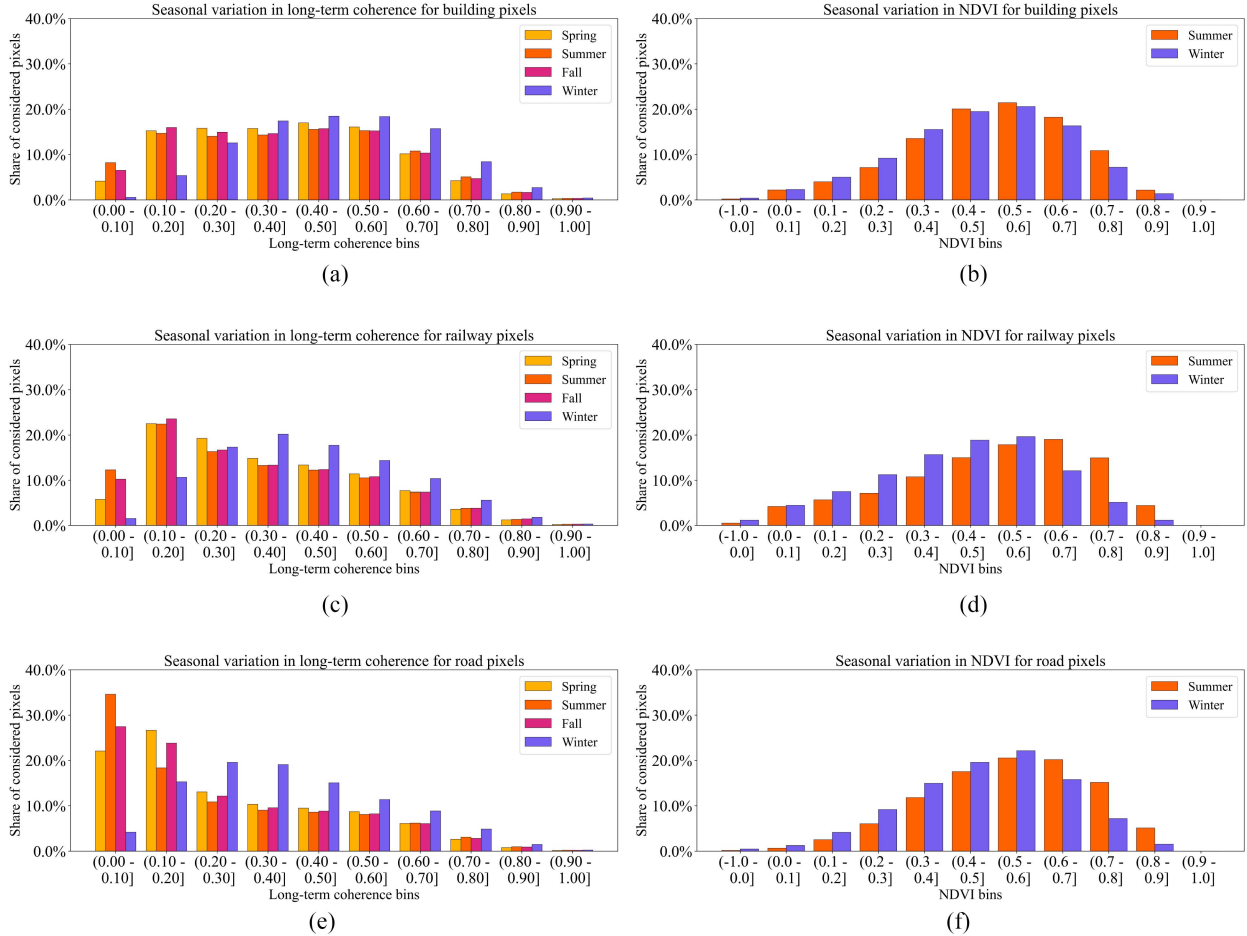 Seasonal variation in long-term coherence for building pixels
40.0%
30.0%
20.0%
10.0%
0.0%
Share of considered pixels
Spring
Summer
Fall
Winter
(0.00 - (0.10 - (0.20 - (0.30 - (0.40 - (0.50 - (0.60 - (0.70 - (0.80 - (0.90 -
0.10] 0.20] 0.30] 0.40] 0.50] 0.60] 0.70] 0.80] 0.90] 1.00]
Long-term coherence bins
(a)
Seasonal variation in NDVI for building pixels
40.0%
30.0%
20.0%
10.0%
0.0%
Share of considered pixels
Summer
Winter
(-1.0 - (0.0 - (0.1 - (0.2 - (0.3 - (0.4 - (0.5 - (0.6 - (0.7 - (0.8 - (0.9 -
0.0] 0.1] 0.2] 0.3] 0.4] 0.5] 0.6] 0.7] 0.8] 0.9] 1.0]
NDVI bins
(b)
Seasonal variation in long-term coherence for railway pixels
40.0%
30.0%
20.0%
10.0%
0.0%
Share of considered pixels
Spring
Summer
Fall
Winter
(0.00 - (0.10 - (0.20 - (0.30 - (0.40 - (0.50 - (0.60 - (0.70 - (0.80 - (0.90 -
0.10] 0.20] 0.30] 0.40] 0.50] 0.60] 0.70] 0.80] 0.90] 1.00]
Long-term coherence bins
(c)
Seasonal variation in NDVI for railway pixels
40.0%
30.0%
20.0%
10.0%
0.0%
Share of considered pixels
Summer
Winter
(-1.0 - (0.0 - (0.1 - (0.2 - (0.3 - (0.4 - (0.5 - (0.6 - (0.7 - (0.8 - (0.9 -
0.0] 0.1] 0.2] 0.3] 0.4] 0.5] 0.6] 0.7] 0.8] 0.9] 1.0]
NDVI bins
(d)
Seasonal variation in long-term coherence for road pixels
40.0%
30.0%
20.0%
10.0%
0.0%
Share of considered pixels
Spring
Summer
Fall
Winter
(0.00 - (0.10 - (0.20 - (0.30 - (0.40 - (0.50 - (0.60 - (0.70 - (0.80 - (0.90 -
0.10] 0.20] 0.30] 0.40] 0.50] 0.60] 0.70] 0.80] 0.90] 1.00]
Long-term coherence bins
(e)
Seasonal variation in NDVI for road pixels
40.0%
30.0%
20.0%
10.0%
0.0%
Share of considered pixels
Summer
Winter
(-1.0 - (0.0 - (0.1 - (0.2 - (0.3 - (0.4 - (0.5 - (0.6 - (0.7 - (0.8 - (0.9 -
0.0] 0.1] 0.2] 0.3] 0.4] 0.5] 0.6] 0.7] 0.8] 0.9] 1.0]
NDVI bins
(f)